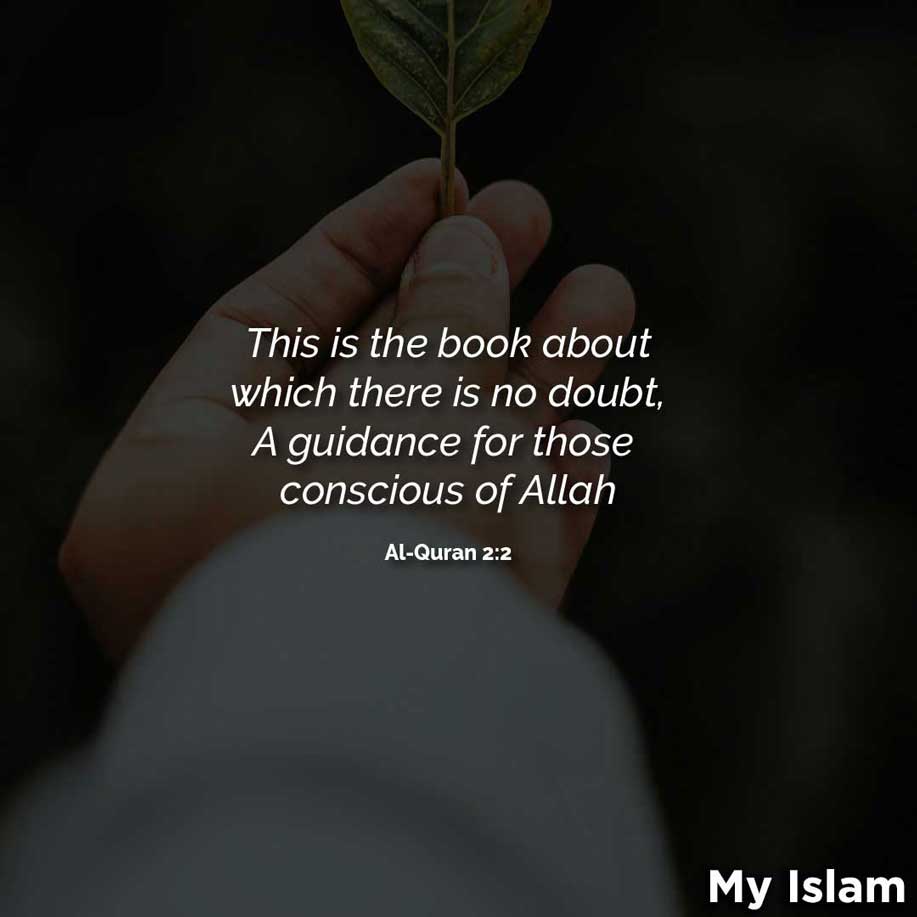 This is the book about
which there is no doubt,
A guidance for those
conscious of Allah
Al-Quran 2:2
My Islam